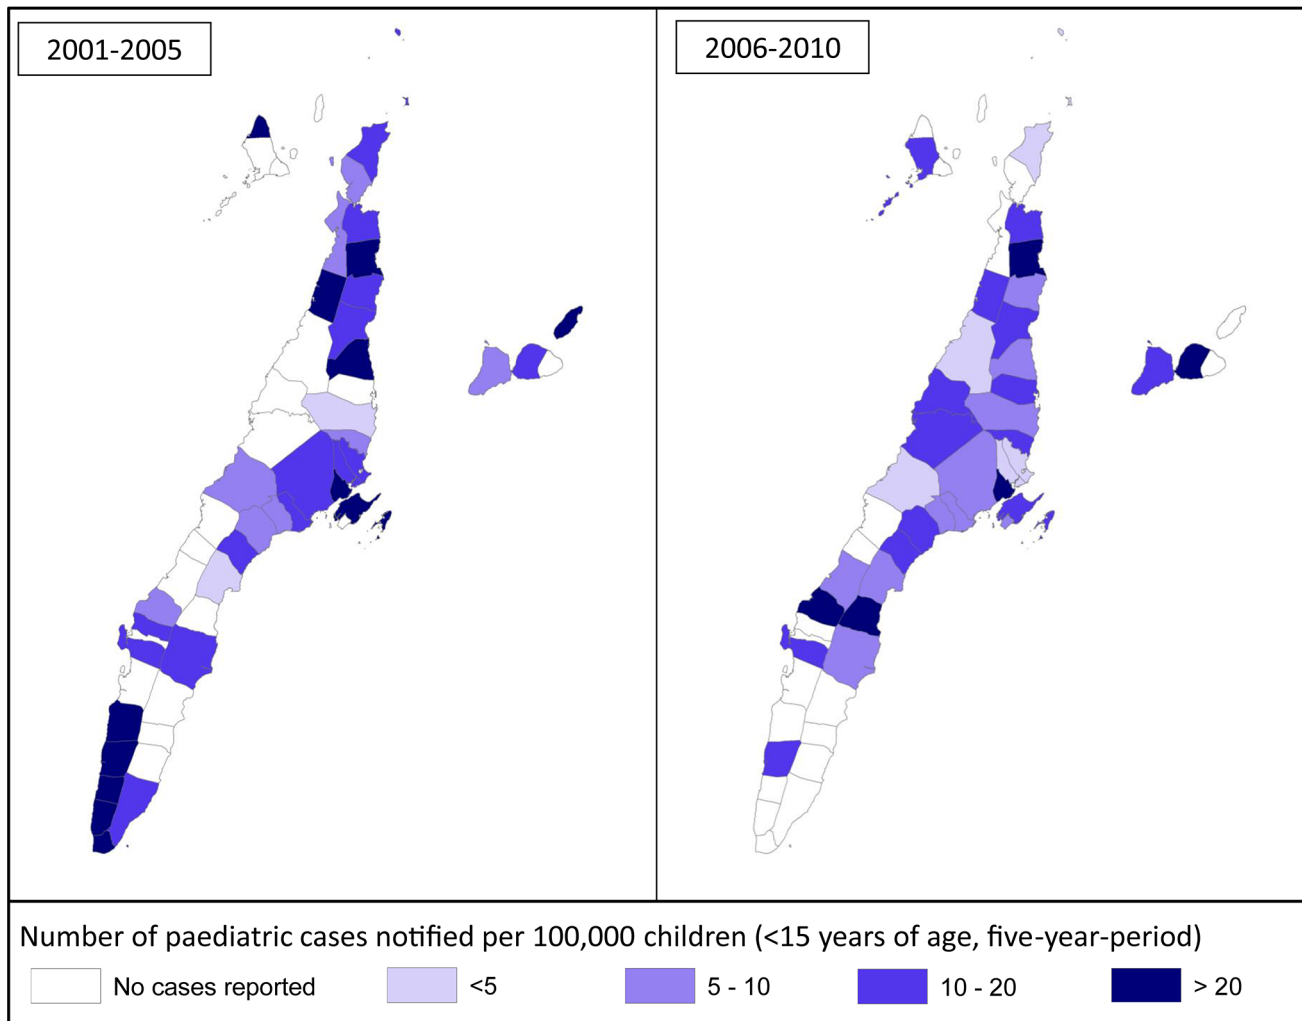 2001-2005
2006-2010
Number of paediatric cases notified per 100,000 children (<15 years of age, five-year-period)
No cases reported
<5
5 - 10
10 - 20
> 20